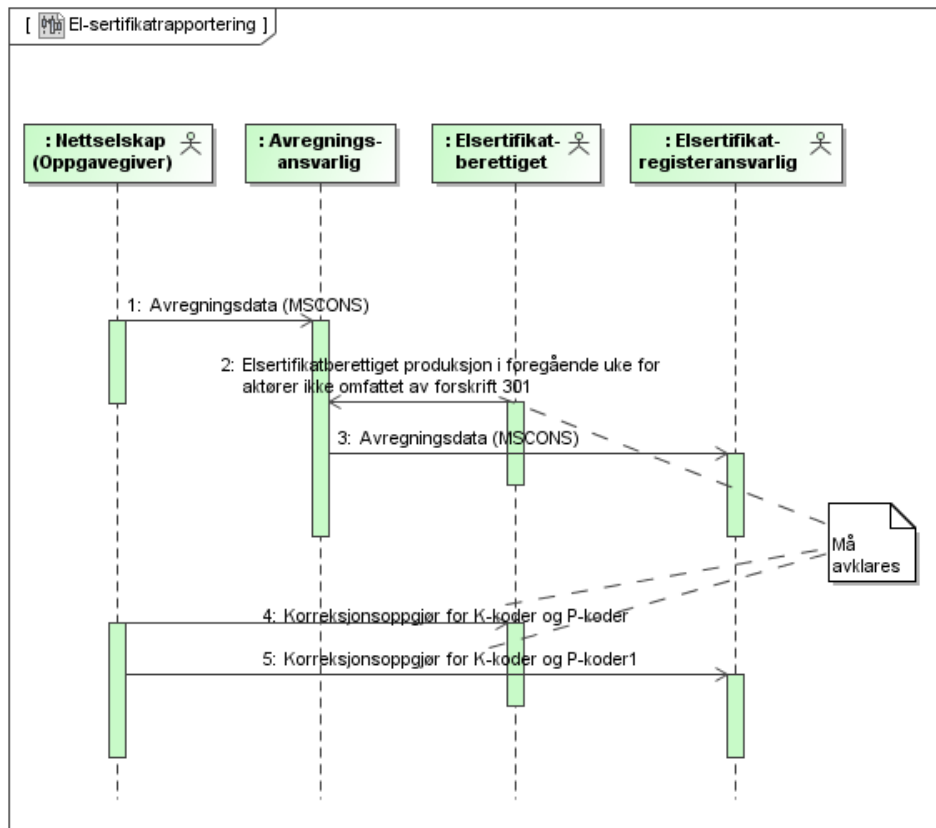 [ El-sertifikatrapportering ]
: Nettselskap
(Oppgavegiver)
: Avregnings-
ansvarlig
: Elsertifikat-
berettiget
: Elsertifikat-
registeransvarlig
1: Avregningsdata (MSCONS)
2: Elsertifikatberettiget produksjon i foregående uke for
aktører ikke omfattet av forskrift 301
3: Avregningsdata (MSCONS)
Må
avklares
4: Korreksjonsoppgjør for K-koder og P-koder
5: Korreksjonsoppgjør for K-koder og P-koder1